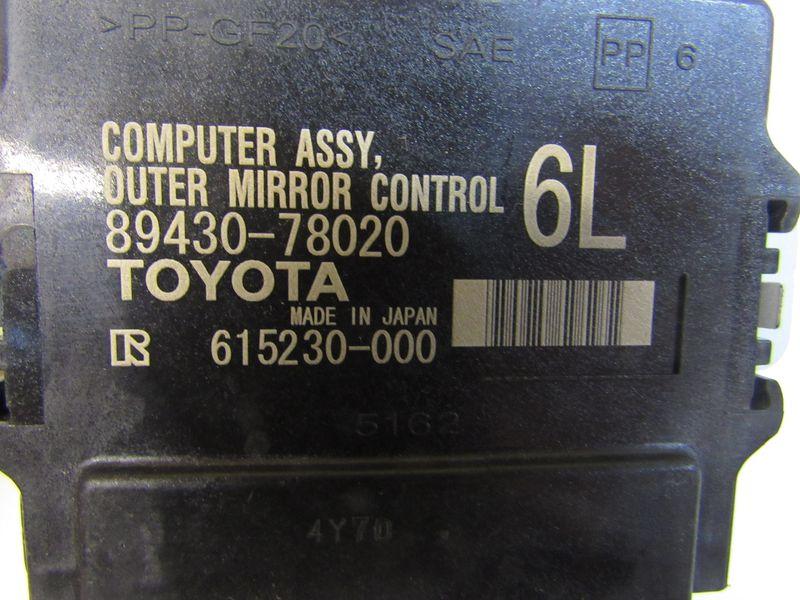 >PP-GF20< SAE PP 6
COMPUTER ASSY,
OUTER MIRROR CONTROL 6L
89430-78020
TOYOTA
MADE IN JAPAN
R 615230-000
5162
4Y70